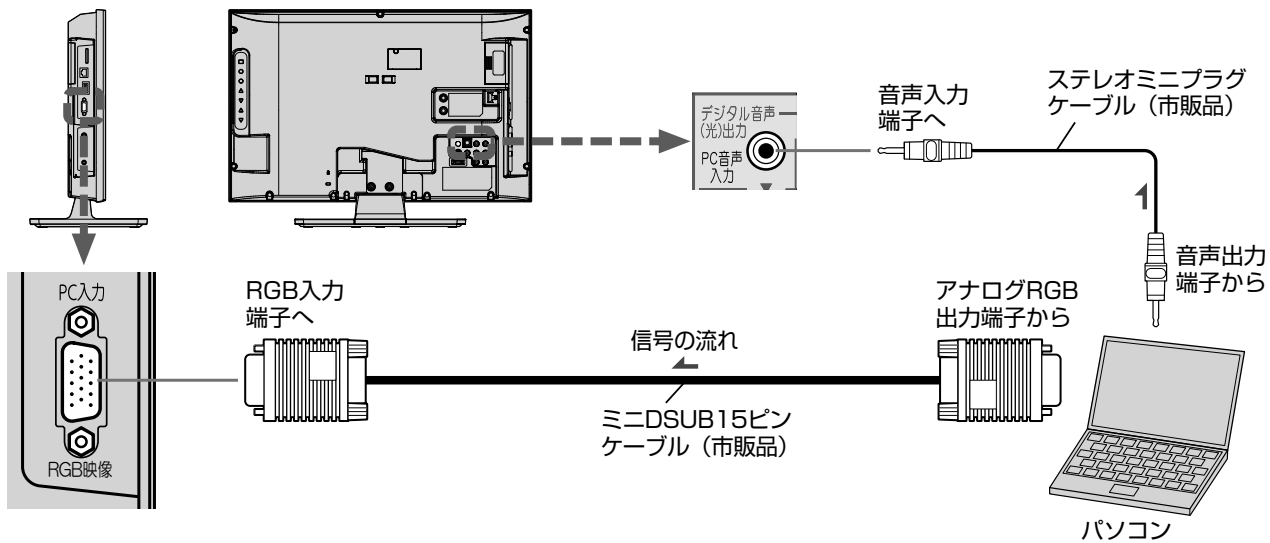 デジタル音声
(光)出力
PC音声
入力
音声入力
端子へ
ステレオミニプラグ
ケーブル（市販品）
音声出力
端子から
PC入力
RGB映像
RGB入力
端子へ
信号の流れ
ミニDSUB15ピン
ケーブル（市販品）
アナログRGB
出力端子から
パソコン